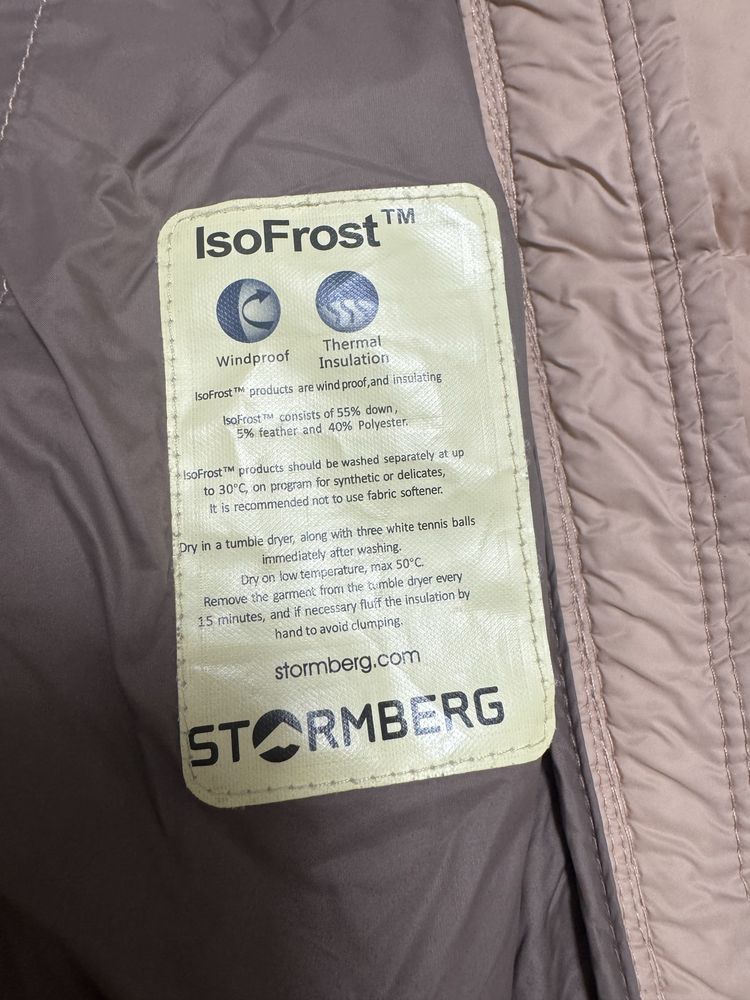 IsoFrost™
Windproof
Thermal
Insulation
IsoFrost™ products are wind proof,and insulating
IsoFrost™ consists of 55% down,
5% feather and 40% Polyester.
IsoFrost™ products should be washed separately at up
to 30°C, on program for synthetic or delicates,
It is recommended not to use fabric softener.
Dry in a tumble dryer, along with three white tennis balls
immediately after washing.
Dry on low temperature, max 50°C.
Remove the garment from the tumble dryer every
15 minutes, and if necessary fluff the insulation by
hand to avoid clumping.
stormberg.com
STORMBERG